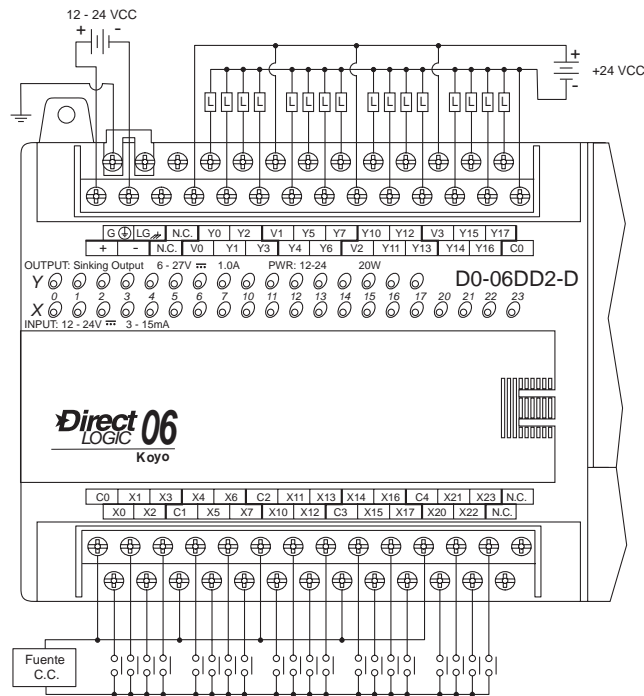 12 - 24 VCC
+ -
+
+24 VCC
-
L L L L L L L L L L L L L L L L
G LG N.C. Y0 Y2 V1 Y5 Y7 Y10 Y12 V3 Y15 Y17
+ - N.C. V0 Y1 Y3 Y4 Y6 V2 Y11 Y13 Y14 Y16 C0
OUTPUT: Sinking Output 6 - 27V 1.0A PWR: 12-24 20W
D0-06DD2-D
Y
0 1 2 3 4 5 6 7 10 11 12 13 14 15 16 17 20 21 22 23
X
INPUT: 12 - 24V 3 - 15mA
Direct
LOGIC 06
Koyo
C0 X1 X3 X4 X6 C2 X11 X13 X14 X16 C4 X21 X23 N.C.
X0 X2 C1 X5 X7 X10 X12 C3 X15 X17 X20 X22 N.C.
Fuente
C.C.